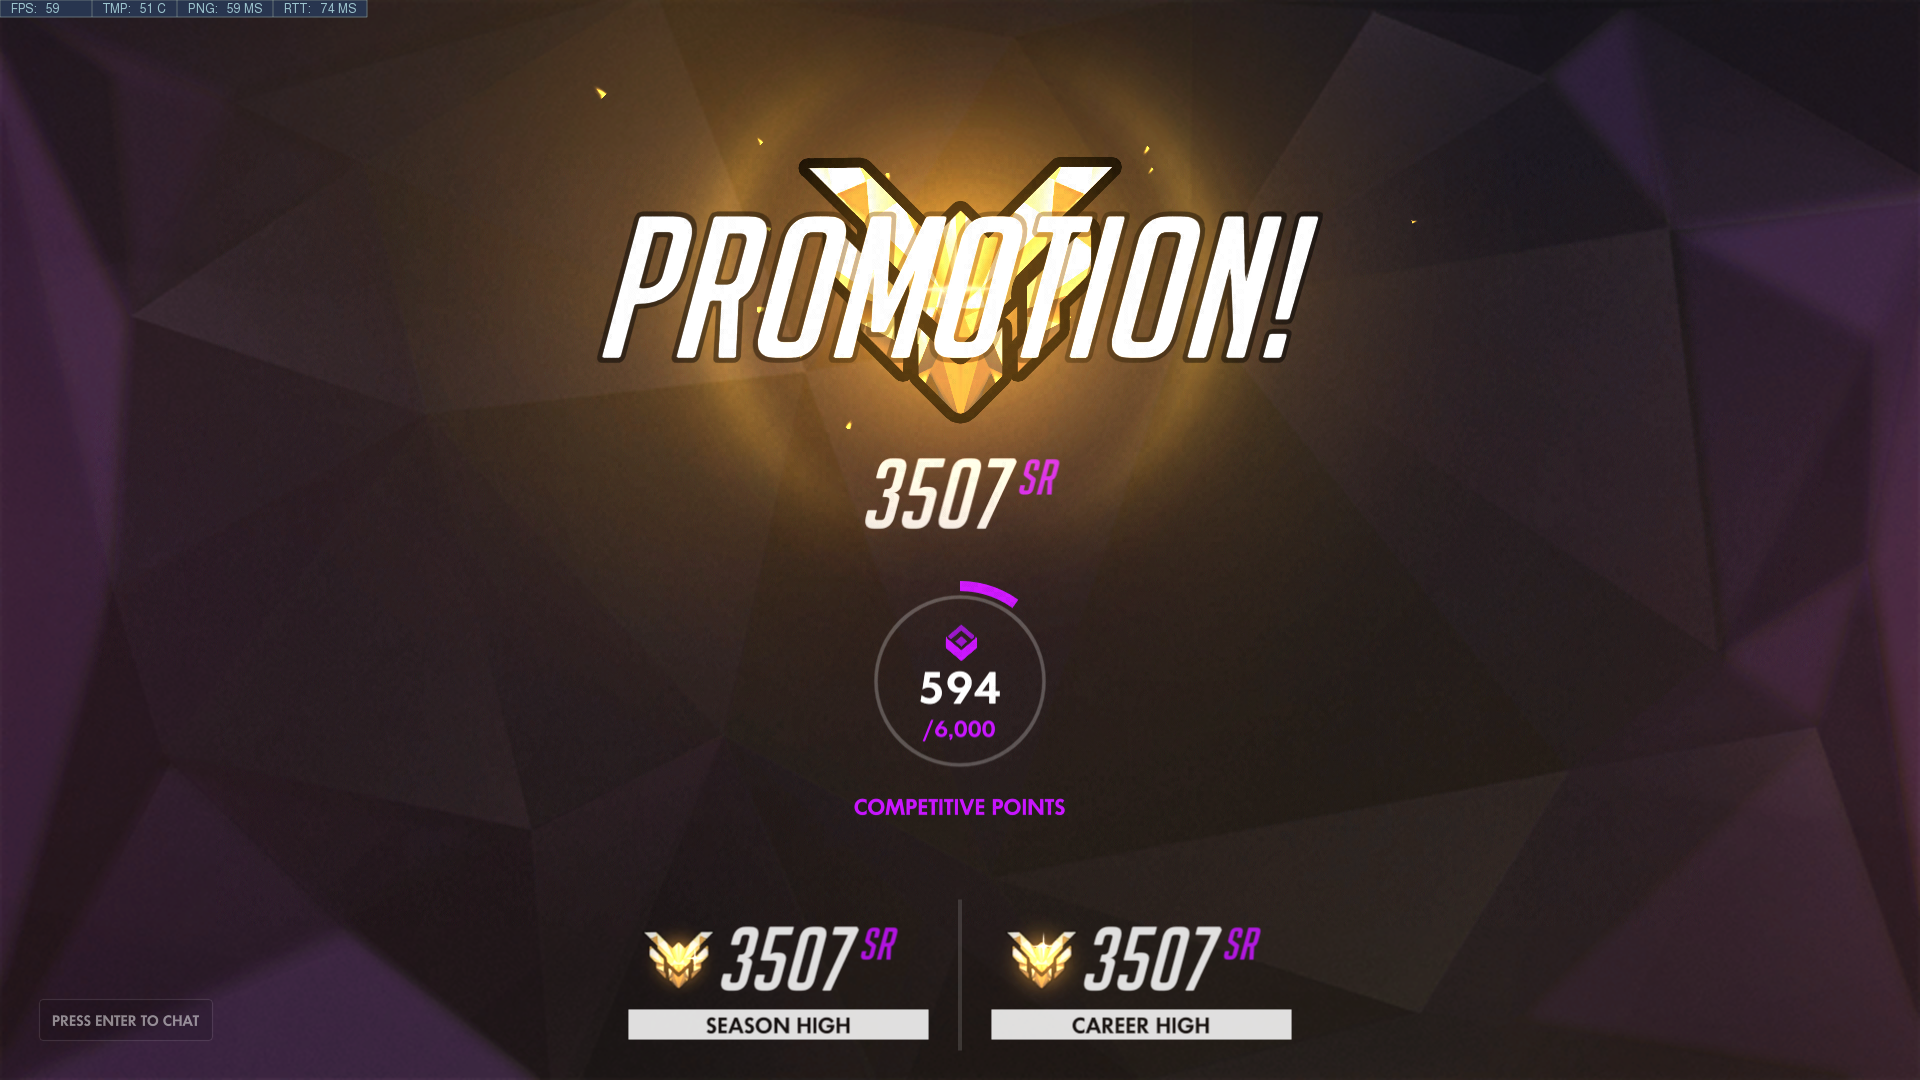 FPS: 59 TMP: 51 C PNG: 59 MS RTT: 74 MS
PROMOTION!
3507 SR
594
/6,000
COMPETITIVE POINTS
3507 SR
SEASON HIGH
3507 SR
CAREER HIGH
PRESS ENTER TO CHAT